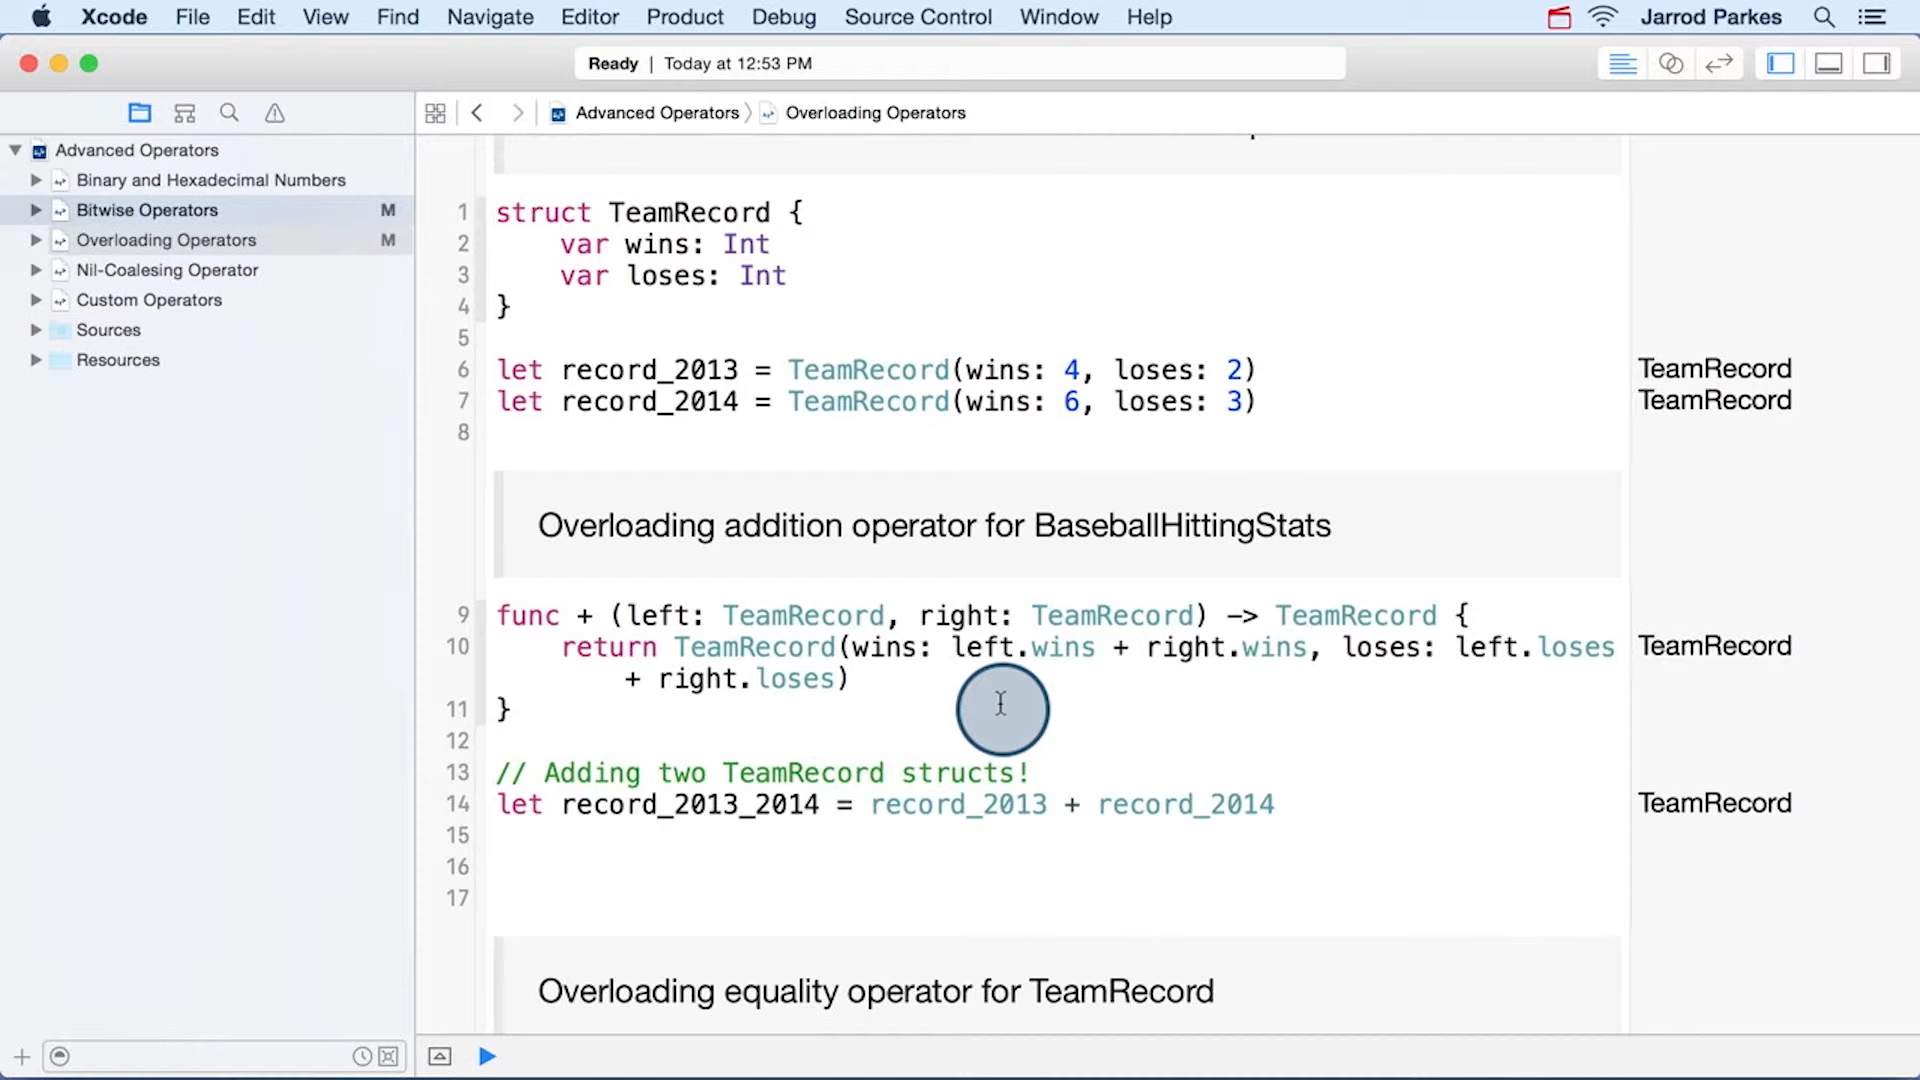 Xcode File Edit View Find Navigate Editor Product Debug Source Control Window Help Jarrod Parkes
Ready | Today at 12:53 PM
Advanced Operators 〉 Overloading Operators
Advanced Operators
Binary and Hexadecimal Numbers
Bitwise Operators M
Overloading Operators M
Nil-Coalesing Operator
Custom Operators
Sources
Resources
1 struct TeamRecord {
2 var wins: Int
3 var loses: Int
4 }
5
6 let record_2013 = TeamRecord(wins: 4, loses: 2) TeamRecord
7 let record_2014 = TeamRecord(wins: 6, loses: 3) TeamRecord
8
Overloading addition operator for BaseballHittingStats
9 func + (left: TeamRecord, right: TeamRecord) -> TeamRecord {
10 return TeamRecord(wins: left.wins + right.wins, loses: left.loses TeamRecord
+ right.loses)
11 }
12
13 // Adding two TeamRecord structs!
14 let record_2013_2014 = record_2013 + record_2014 TeamRecord
15
16
17
Overloading equality operator for TeamRecord